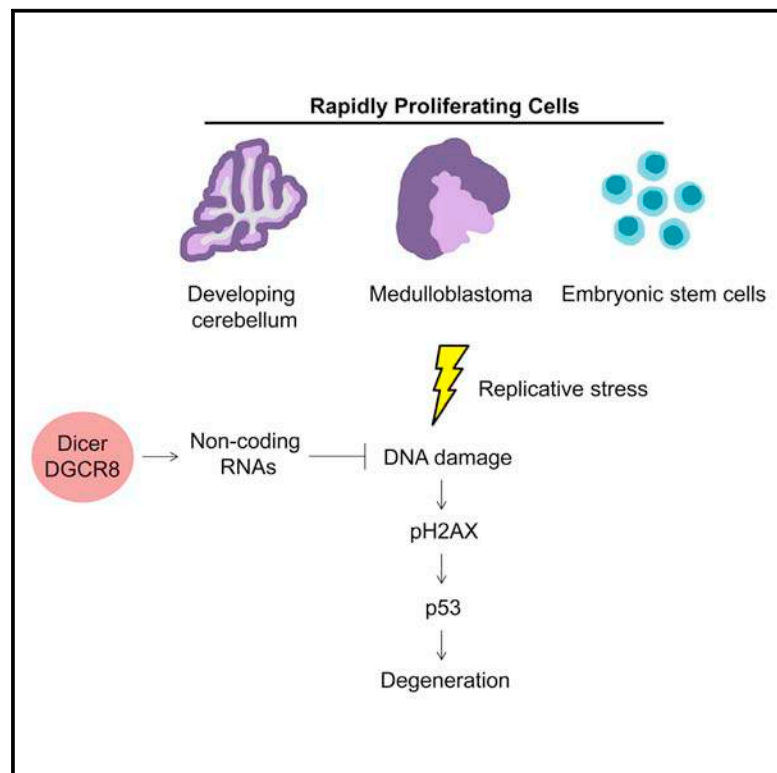 Rapidly Proliferating Cells
Developing
cerebellum
Medulloblastoma
Embryonic stem cells
Replicative stress
Dicer
DGCR8
Non-coding
RNAs
DNA damage
pH2AX
p53
Degeneration